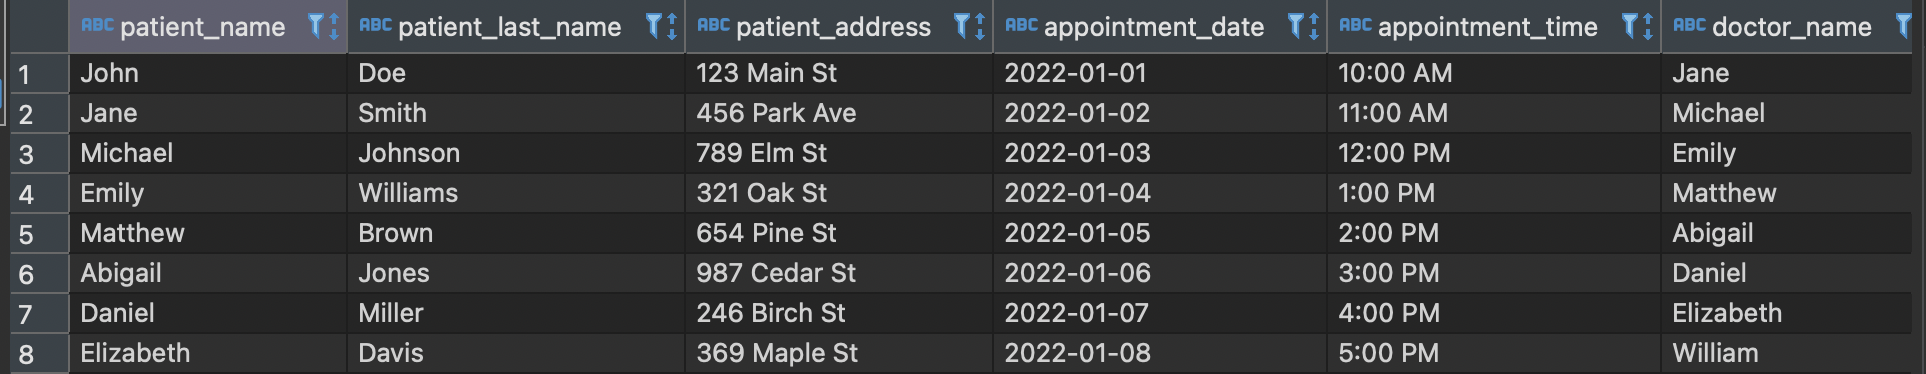 ABC patient_name ABC patient_last_name ABC patient_address ABC appointment_date ABC appointment_time ABC doctor_name
1 John Doe 123 Main St 2022-01-01 10:00 AM Jane
2 Jane Smith 456 Park Ave 2022-01-02 11:00 AM Michael
3 Michael Johnson 789 Elm St 2022-01-03 12:00 PM Emily
4 Emily Williams 321 Oak St 2022-01-04 1:00 PM Matthew
5 Matthew Brown 654 Pine St 2022-01-05 2:00 PM Abigail
6 Abigail Jones 987 Cedar St 2022-01-06 3:00 PM Daniel
7 Daniel Miller 246 Birch St 2022-01-07 4:00 PM Elizabeth
8 Elizabeth Davis 369 Maple St 2022-01-08 5:00 PM William